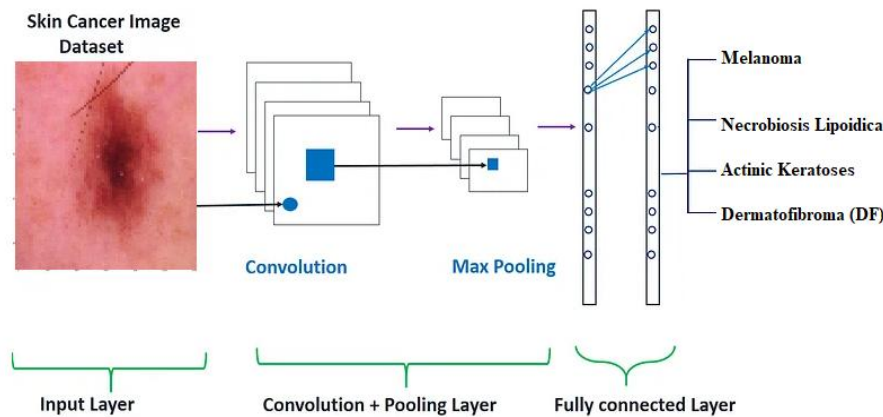 Skin Cancer Image
Dataset
Melanoma
Necrobiosis Lipoidica
Actinic Keratoses
Dermatofibroma (DF)
Convolution
Max Pooling
Input Layer
Convolution + Pooling Layer
Fully connected Layer